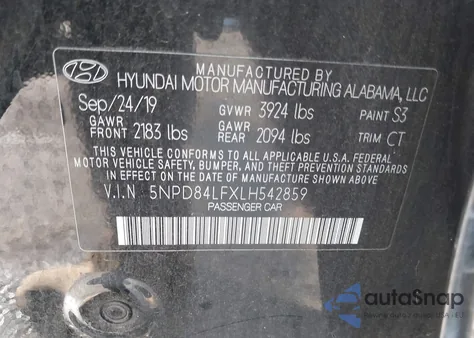 MANUFACTURED BY
HYUNDAI MOTOR MANUFACTURING ALABAMA, LLC
Sep/24/19 GVWR 3924 lbs PAINT S3
GAWR FRONT 2183 lbs GAWR REAR 2094 lbs TRIM CT
THIS VEHICLE CONFORMS TO ALL APPLICABLE U.S.A. FEDERAL
MOTOR VEHICLE SAFETY, BUMPER, AND THEFT PREVENTION STANDARDS
IN EFFECT ON THE DATE OF MANUFACTURE SHOWN ABOVE.
V.I.N 5NPD84LFXLH542859
PASSENGER CAR
autaSnap